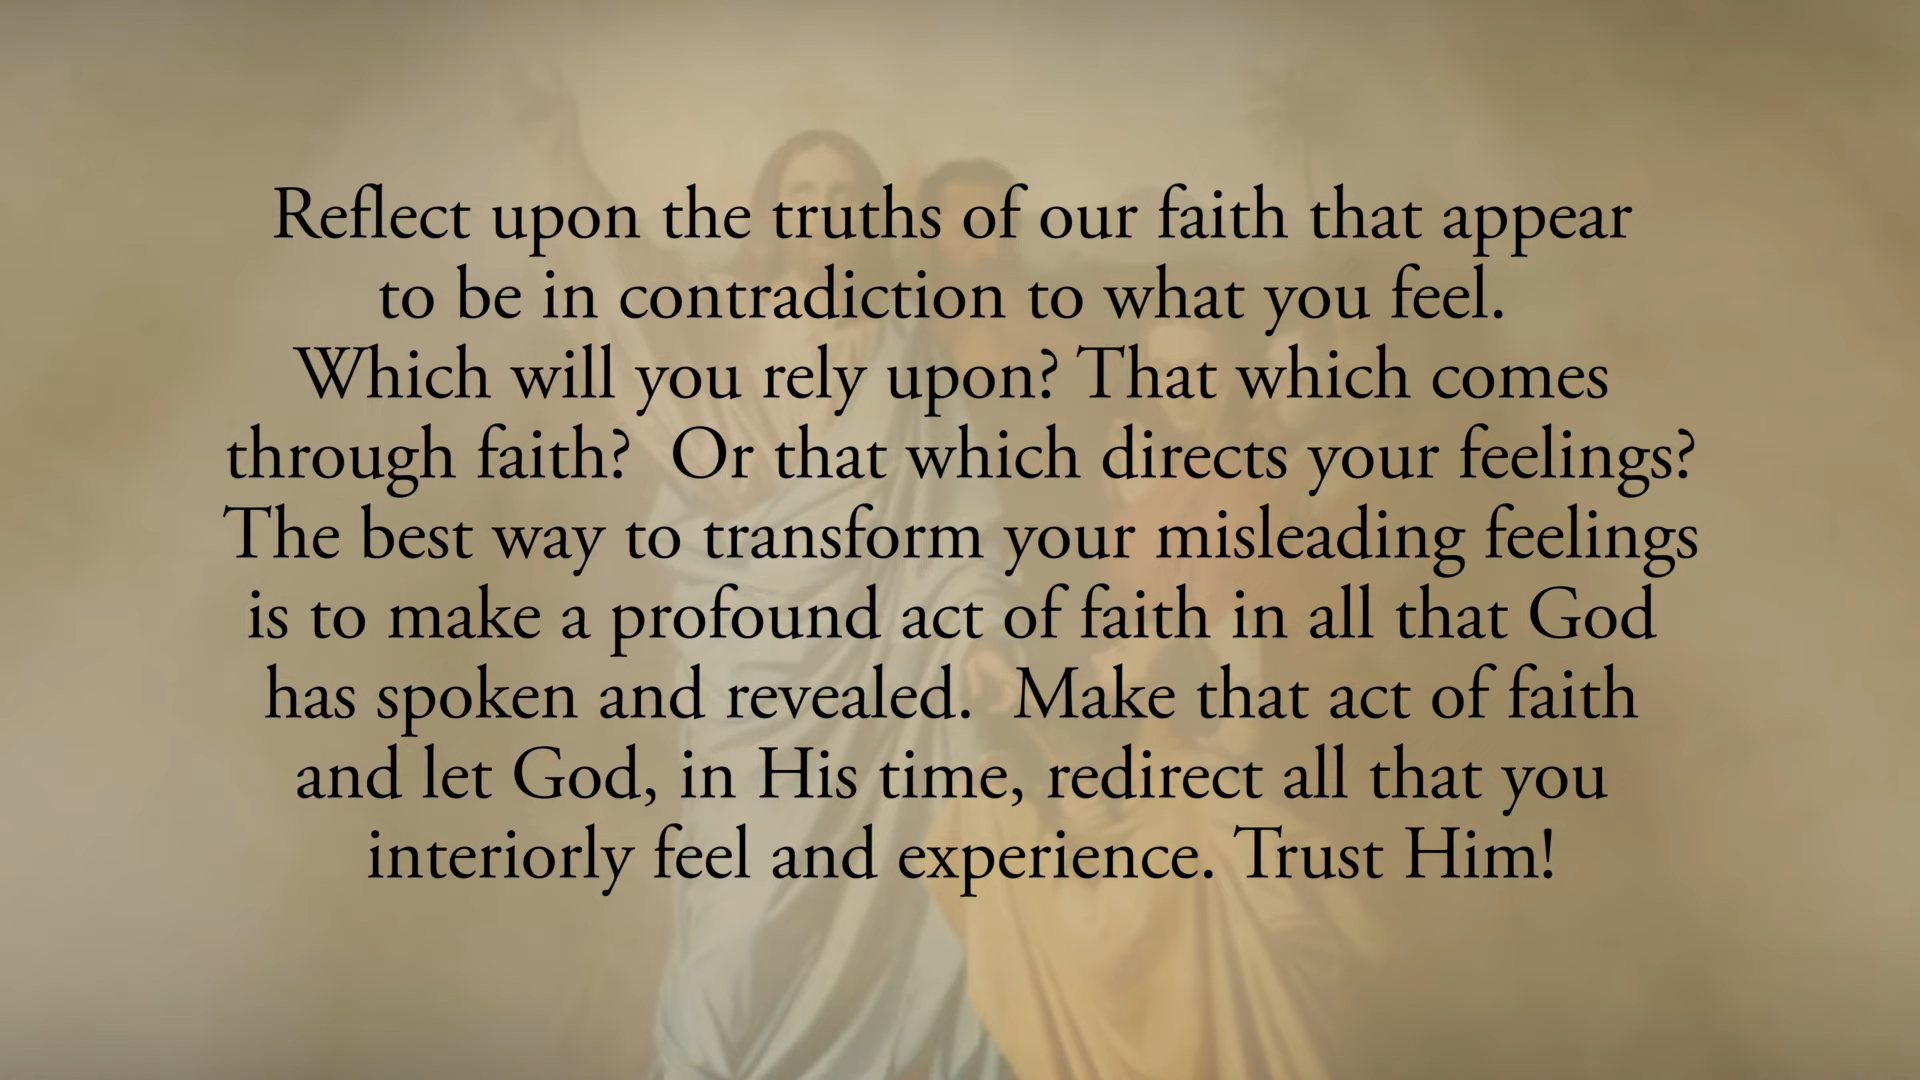 Reflect upon the truths of our faith that appear
to be in contradiction to what you feel.
Which will you rely upon? That which comes
through faith?  Or that which directs your feelings?
The best way to transform your misleading feelings
is to make a profound act of faith in all that God
has spoken and revealed.  Make that act of faith
and let God, in His time, redirect all that you
interiorly feel and experience. Trust Him!